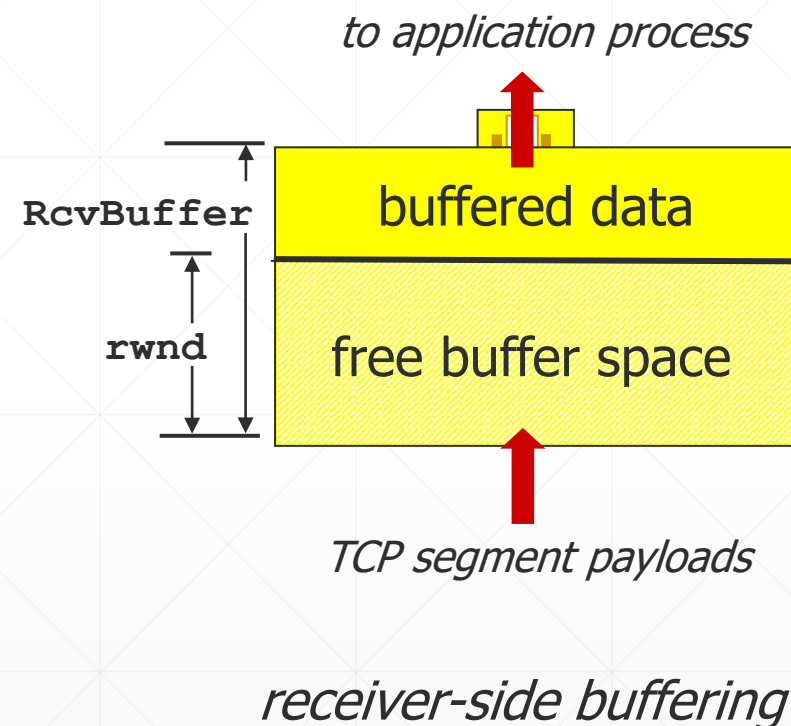 to application process
buffered data
RcvBuffer
rwnd
free buffer space
TCP segment payloads
receiver-side buffering